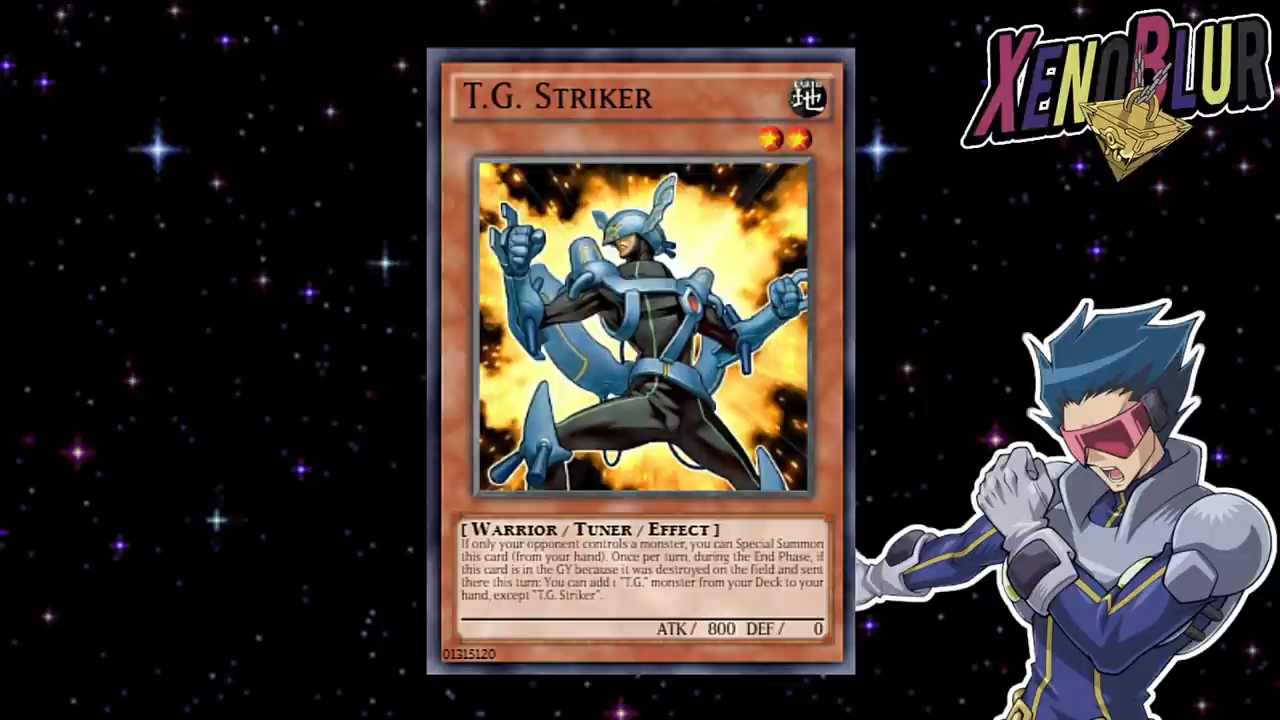 XENOBLUR
T.G. STRIKER
EARTH
地
[ WARRIOR / TUNER / EFFECT ]
If only your opponent controls a monster, you can Special Summon
this card (from your hand). Once per turn, during the End Phase, if
this card is in the GY because it was destroyed on the field and sent
there this turn: You can add 1 "T.G." monster from your Deck to your
hand, except "T.G. Striker".
ATK / 800 DEF / 0
01315120